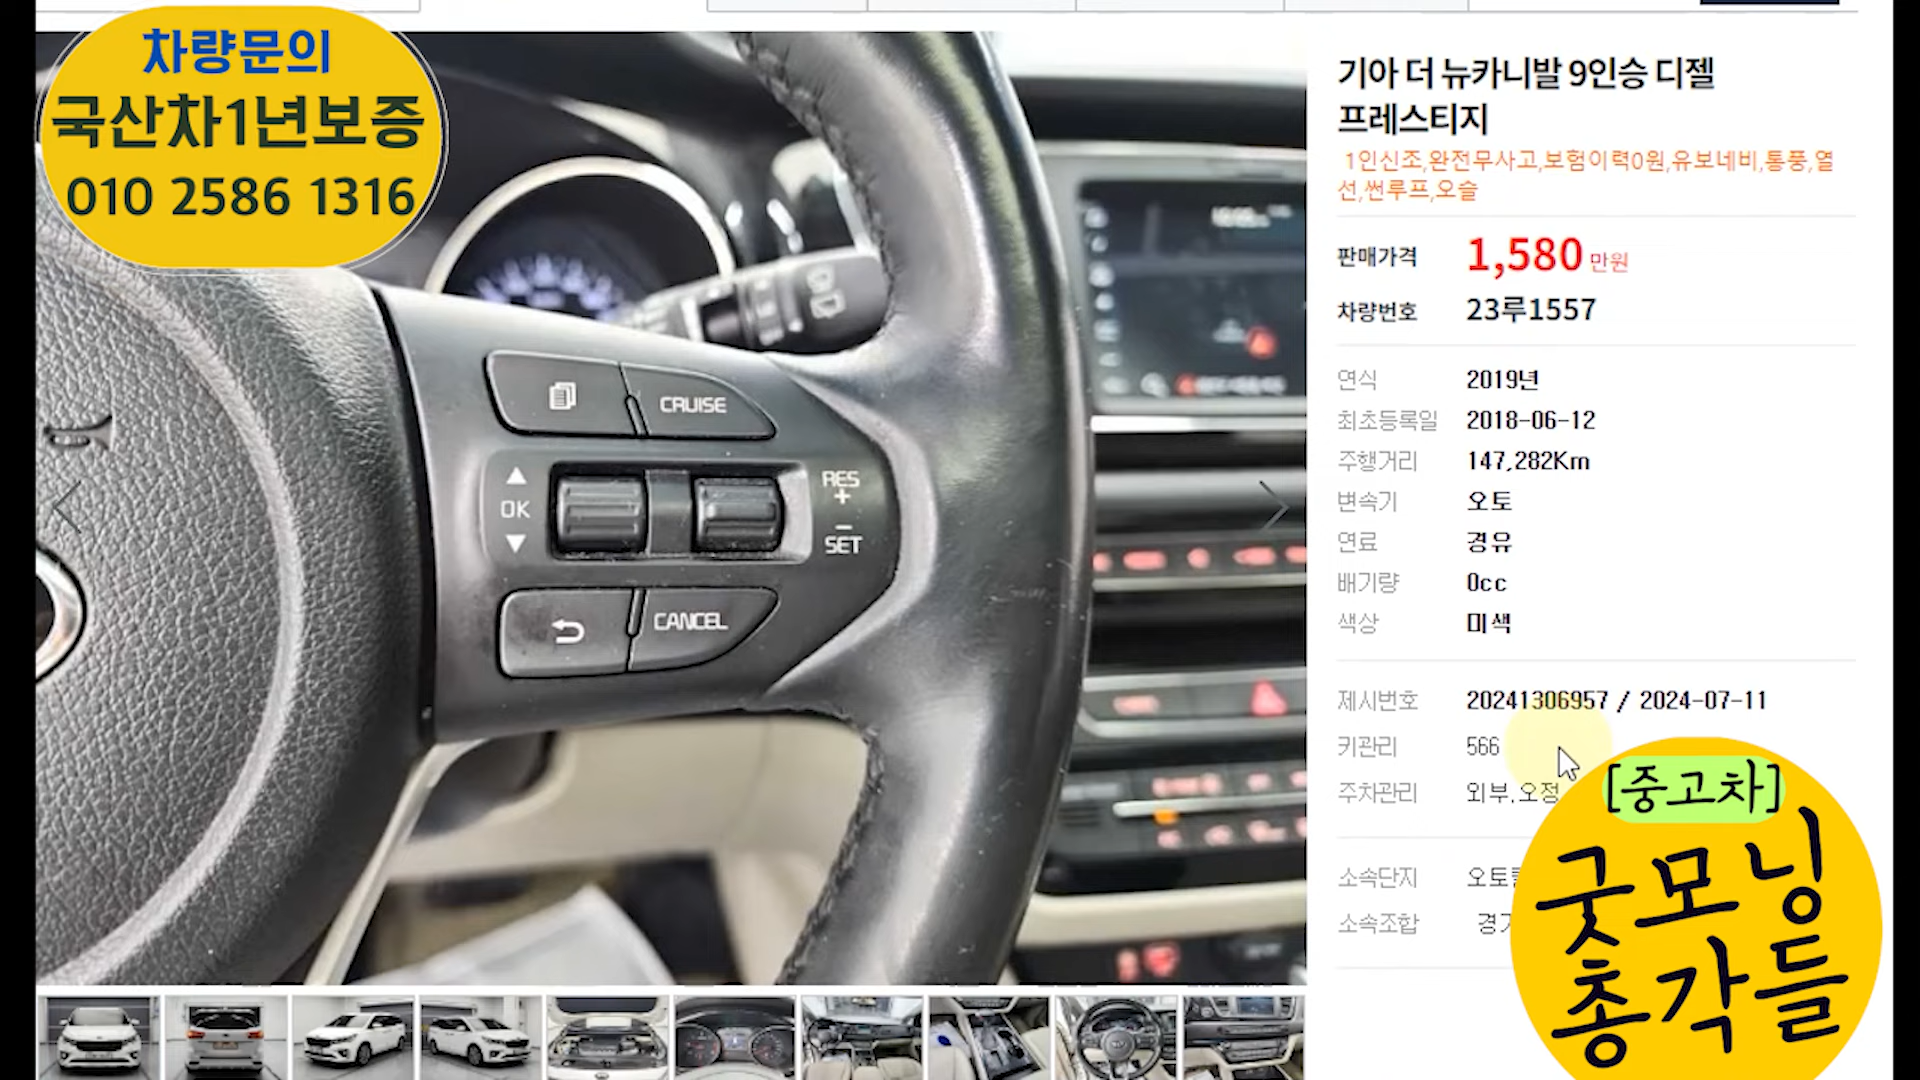 차량문의
국산차1년보증
010 2586 1316
CRUISE
OK
RES
+
−
SET
CANCEL
기아 더 뉴카니발 9인승 디젤
프레스티지
1인신조,완전무사고,보험이력0원,유보네비,통풍,열
선,썬루프,오슬
판매가격 1,580 만원
차량번호 23루1557
연식 2019년
최초등록일 2018-06-12
주행거리 147,282Km
변속기 오토
연료 경유
배기량 0cc
색상 미색
제시번호 20241306957 / 2024-07-11
키관리 566
주차관리 외부,오정
소속단지 오토
소속조합 경기
[중고차]
굿모닝
총각들